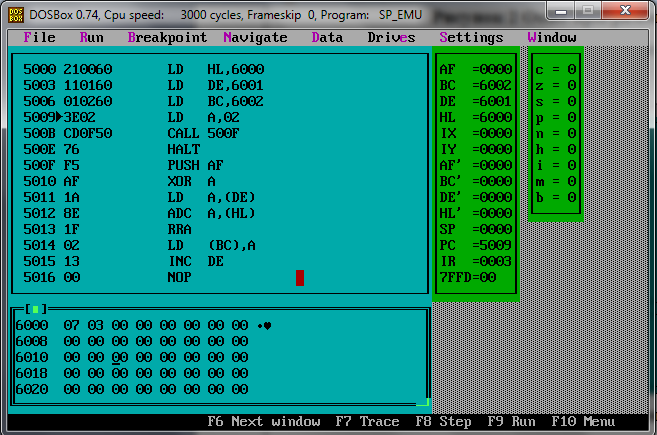 DOSBox 0.74, Cpu speed: 3000 cycles, Frameskip 0, Program: SP_EMU
File Run Breakpoint Navigate Data Drives Settings Window
5000 210060 LD HL,6000
5003 110160 LD DE,6001
5006 010260 LD BC,6002
5009►3E02 LD A,02
500B CD0F50 CALL 500F
500E 76 HALT
500F F5 PUSH AF
5010 AF XOR A
5011 1A LD A,(DE)
5012 8E ADC A,(HL)
5013 1F RRA
5014 02 LD (BC),A
5015 13 INC DE
5016 00 NOP
AF =0000
BC =6002
DE =6001
HL =6000
IX =0000
IY =0000
AF' =0000
BC' =0000
DE' =0000
HL' =0000
SP =0000
PC =5009
IR =0003
7FFD=00
c = 0
z = 0
s = 0
p = 0
n = 0
h = 0
i = 0
m = 0
b = 0
6000 07 03 00 00 00 00 00 00 •♥
6008 00 00 00 00 00 00 00 00
6010 00 00 00 00 00 00 00 00
6018 00 00 00 00 00 00 00 00
6020 00 00 00 00 00 00 00 00
F6 Next window F7 Trace F8 Step F9 Run F10 Menu